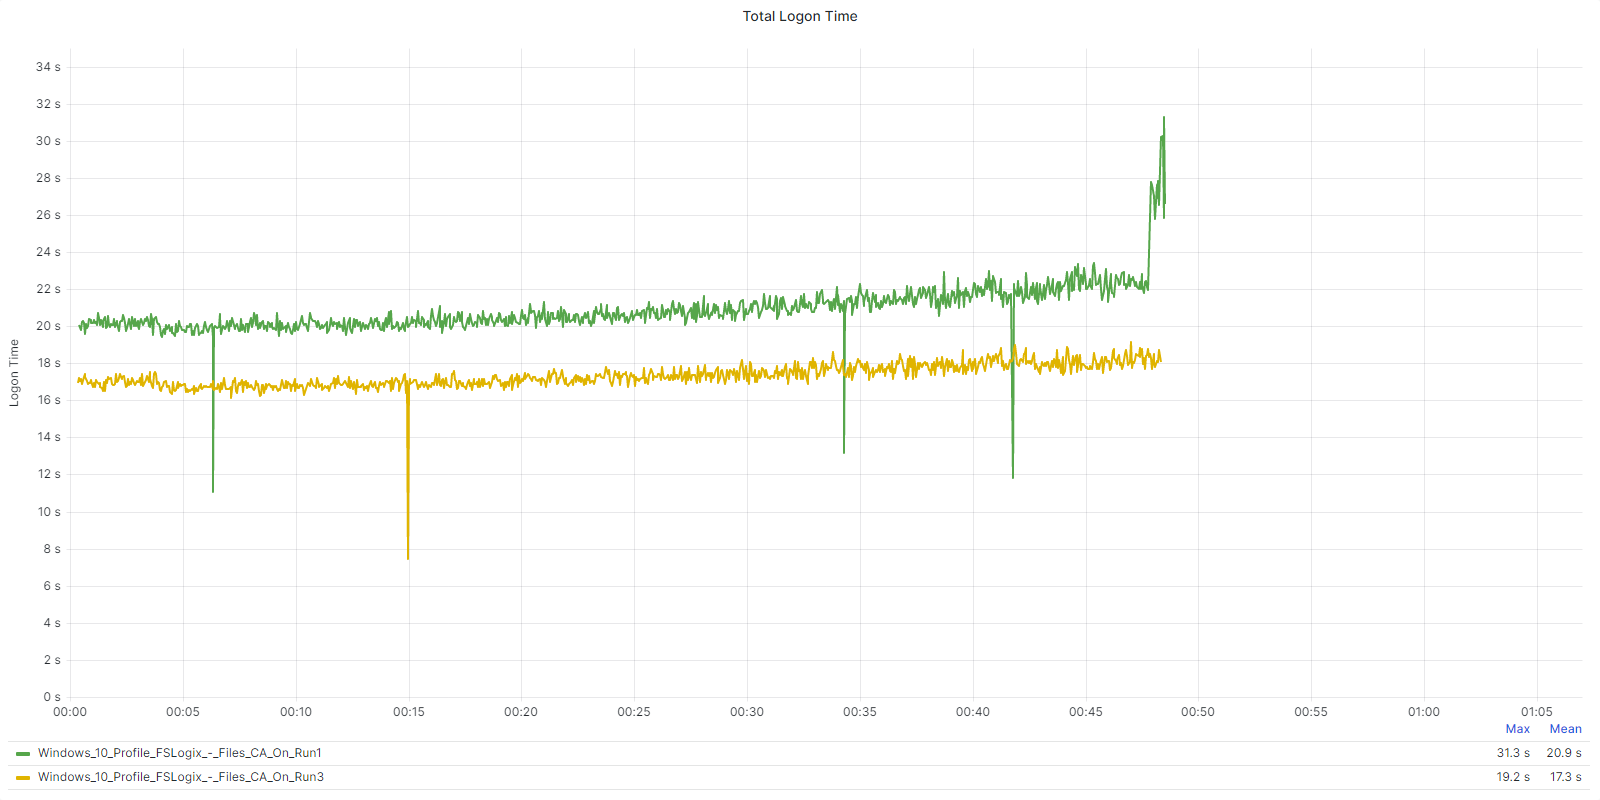 Total Logon Time
Logon Time
34 s
32 s
30 s
28 s
26 s
24 s
22 s
20 s
18 s
16 s
14 s
12 s
10 s
8 s
6 s
4 s
2 s
0 s
00:00 00:05 00:10 00:15 00:20 00:25 00:30 00:35 00:40 00:45 00:50 00:55 01:00 01:05
Max Mean
Windows_10_Profile_FSLogix_-_Files_CA_On_Run1 31.3 s 20.9 s
Windows_10_Profile_FSLogix_-_Files_CA_On_Run3 19.2 s 17.3 s